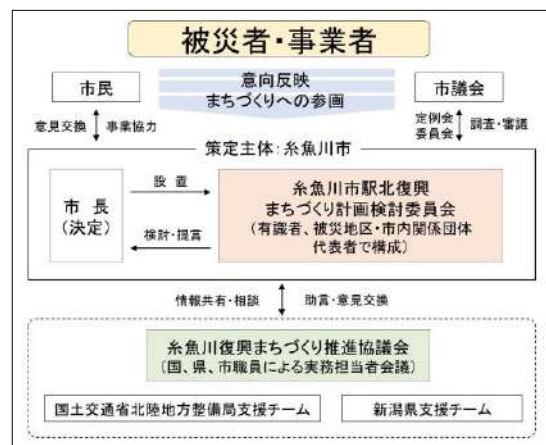 被災者・事業者
意向反映
まちづくりへの参画
市民
市議会
意見交換
事業協力
定例会
委員会
調査・審議
策定主体:糸魚川市
市長
(決定)
設置
検討・提言
糸魚川市駅北復興
まちづくり計画検討委員会
(有識者、被災地区・市内関係団体
代表者で構成)
情報共有・相談
助言・意見交換
糸魚川復興まちづくり推進協議会
(国、県、市職員による実務担当者会議)
国土交通省北陸地方整備局支援チーム
新潟県支援チーム